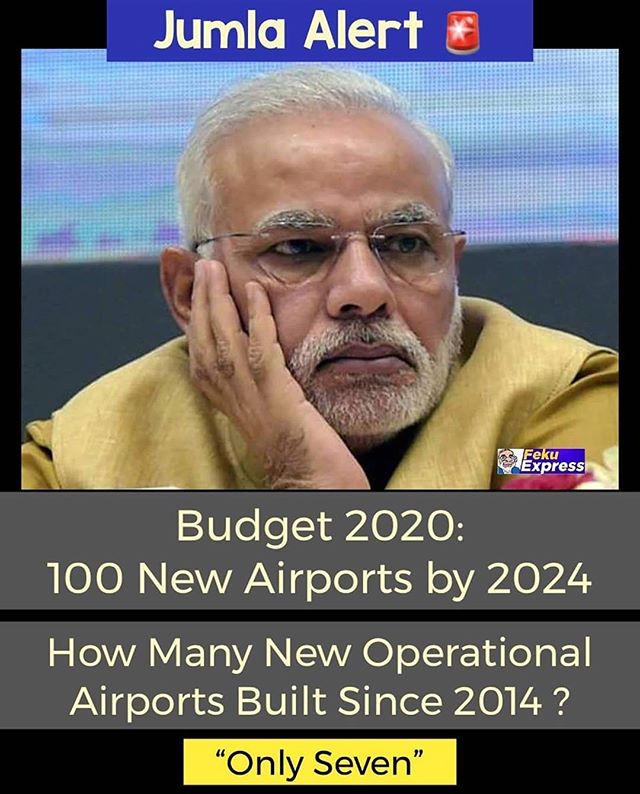 Jumla Alert 🚨
Feku
Express
Budget 2020:
100 New Airports by 2024
How Many New Operational
Airports Built Since 2014 ?
“Only Seven”